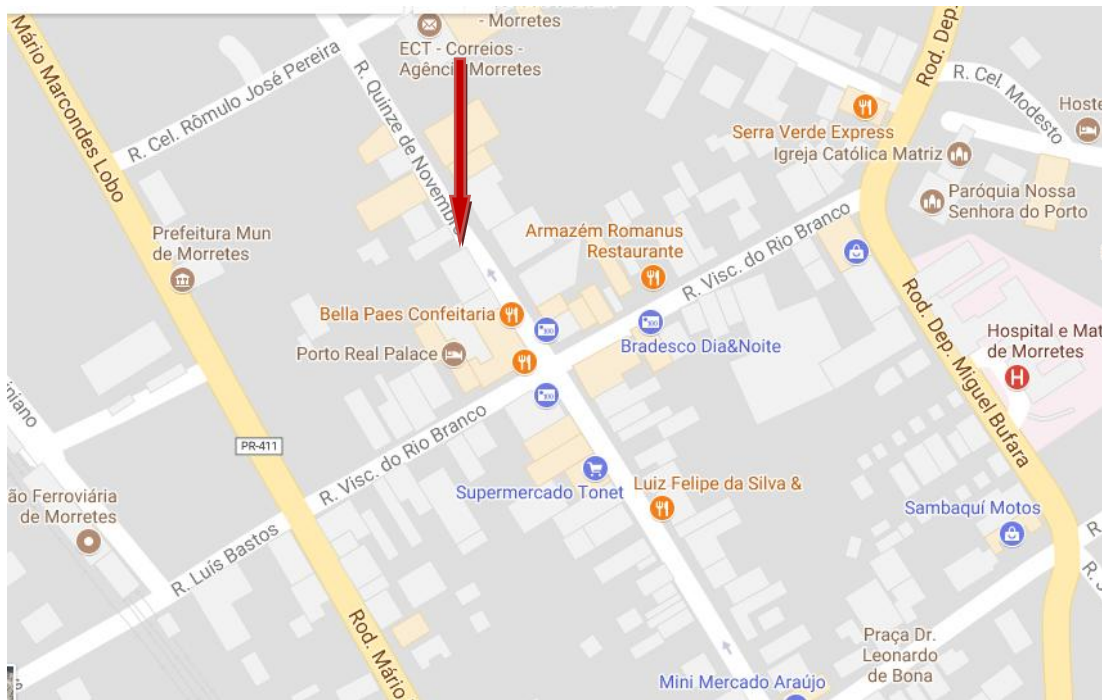 - Morretes
ECT - Correios -
Agência Morretes
Mário Marcondes Lobo
R. Cel. Rômulo José Pereira
R. Quinze de Novembro
Rod. Dep.
R. Cel. Modesto
Serra Verde Express
Igreja Católica Matriz
Paróquia Nossa
Senhora do Porto
Prefeitura Mun
de Morretes
Armazém Romanus
Restaurante
R. Visc. do Rio Branco
Bella Paes Confeitaria
Porto Real Palace
Bradesco Dia&Noite
Rod. Dep. Miguel Bufara
Hospital e Mat
de Morretes
H
PR-411
R. Visc. do Rio Branco
ão Ferroviária
de Morretes
Supermercado Tonet
Luiz Felipe da Silva &
Sambaquí Motos
R. Luís Bastos
Rod. Mário
Praça Dr.
Leonardo
de Bona
Mini Mercado Araújo